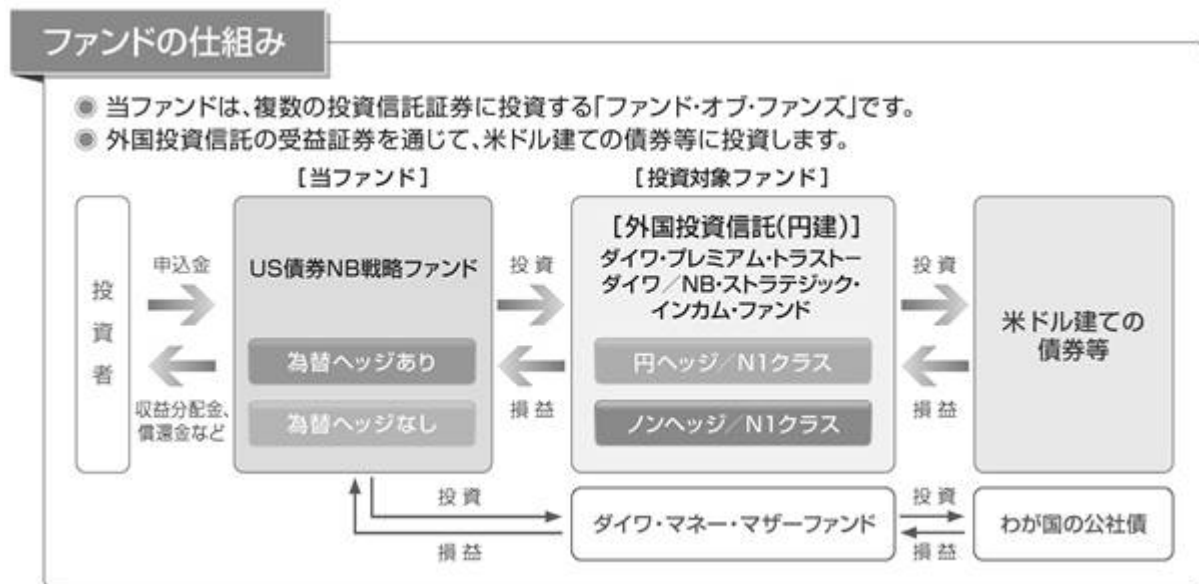 ファンドの仕組み
● 当ファンドは、複数の投資信託証券に投資する「ファンド・オブ・ファンズ」です。
● 外国投資信託の受益証券を通じて、米ドル建ての債券等に投資します。
[当ファンド]
[投資対象ファンド]
投資者
申込金
収益分配金、
償還金など
US債券NB戦略ファンド
為替ヘッジあり
為替ヘッジなし
投資
損益
[外国投資信託(円建)]
ダイワ・プレミアム・トラストー
ダイワ/NB・ストラテジック・
インカム・ファンド
円ヘッジ/N1クラス
ノンヘッジ/N1クラス
投資
損益
米ドル建ての
債券等
投資
損益
ダイワ・マネー・マザーファンド
投資
損益
わが国の公社債